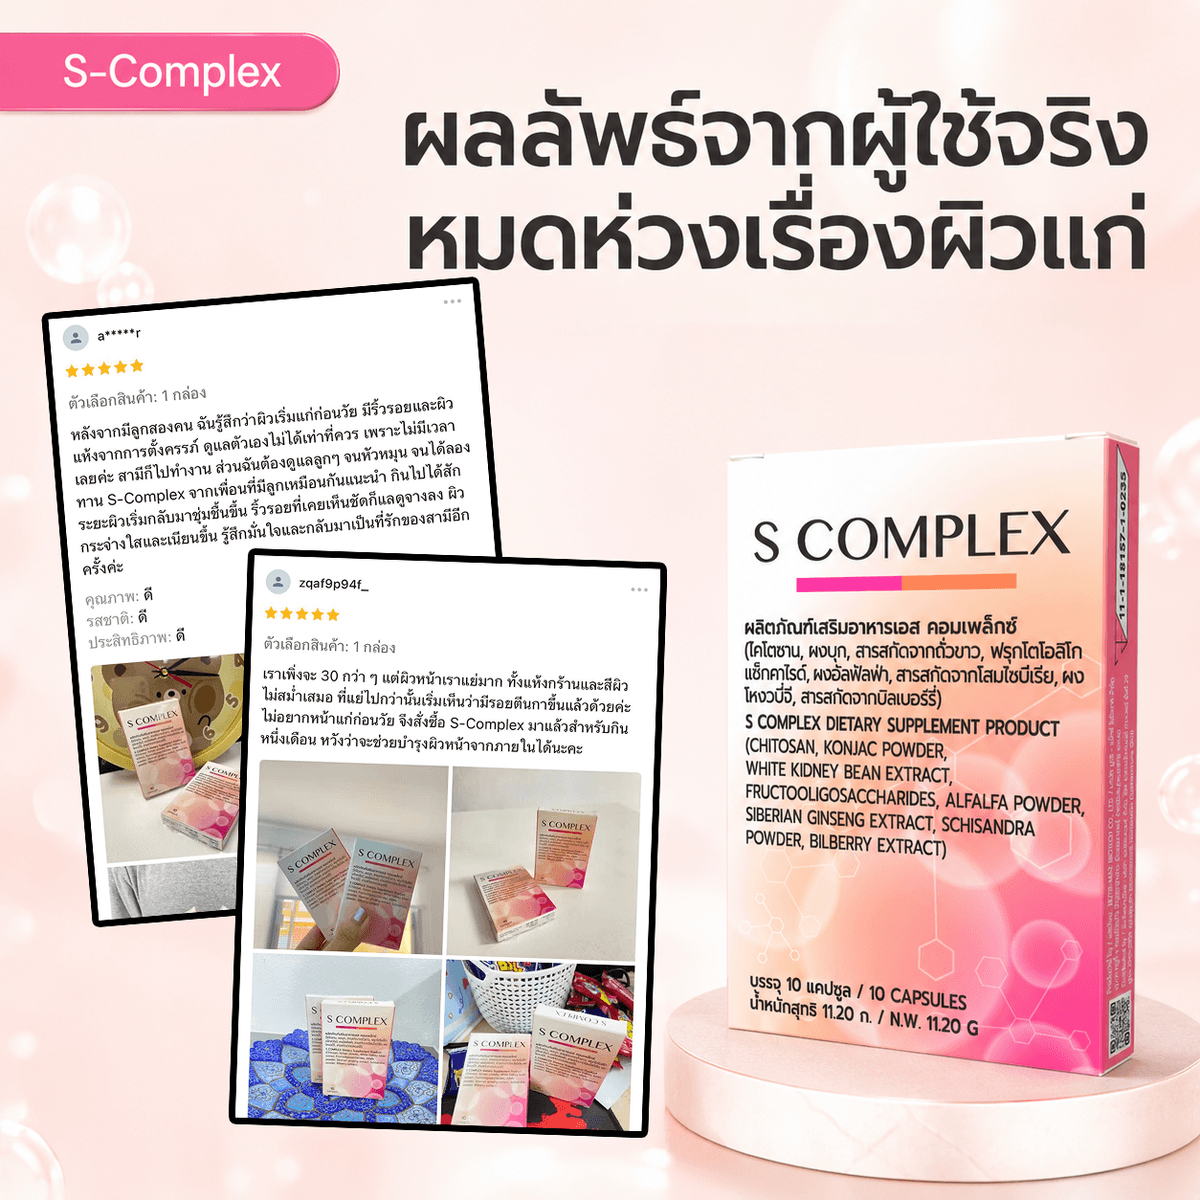 S-Complex
ผลลัพธ์จากผู้ใช้จริง
หมดห่วงเรื่องผิวแก่
a*****r
ตัวเลือกสินค้า: 1 กล่อง
หลังจากมีลูกสองคน ฉันรู้สึกว่าผิวเริ่มแก่ก่อนวัย มีริ้วรอยและผิว
แห้งจากการตั้งครรภ์ ดูแลตัวเองไม่ได้เท่าที่ควร เพราะไม่มีเวลา
เลยค่ะ สามีก็ไปทำงาน ส่วนฉันต้องดูแลลูกๆ จนหัวหมุน จนได้ลอง
ทาน S-Complex จากเพื่อนที่มีลูกเหมือนกันแนะนำ กินไปได้สัก
ระยะผิวเริ่มกลับมาชุ่มชื้นขึ้น ริ้วรอยที่เคยเห็นชัดก็แลดูจางลง ผิว
กระจ่างใสและเนียนขึ้น รู้สึกมั่นใจและกลับมาเป็นที่รักของสามีอีก
ครั้งค่ะ
คุณภาพ: ดี
รสชาติ: ดี
ประสิทธิภาพ: ดี
S COMPLEX
S COMPLEX
zqaf9p94f_
ตัวเลือกสินค้า: 1 กล่อง
เราเพิ่งจะ 30 กว่า ๆ แต่ผิวหน้าเราแย่มาก ทั้งแห้งกร้านและสีผิว
ไม่สม่ำเสมอ ที่แย่ไปกว่านั้นเริ่มเห็นว่ามีรอยตีนกาขึ้นแล้วด้วยค่ะ
ไม่อยากหน้าแก่ก่อนวัย จึงสั่งซื้อ S-Complex มาแล้วสำหรับกิน
หนึ่งเดือน หวังว่าจะช่วยบำรุงผิวหน้าจากภายในได้นะคะ
S COMPLEX
S COMPLEX
S COMPLEX
S COMPLEX
S COMPLEX
S COMPLEX
S COMPLEX
S COMPLEX
S COMPLEX
ผลิตภัณฑ์เสริมอาหารเอส คอมเพล็กซ์
(ไคโตซาน, ผงบุก, สารสกัดจากถั่วขาว, ฟรุกโตโอลิโก
แซ็กคาไรด์, ผงอัลฟัลฟ่า, สารสกัดจากโสมไซบีเรีย, ผง
โหงวบี่จี, สารสกัดจากบิลเบอร์รี่)
S COMPLEX DIETARY SUPPLEMENT PRODUCT
(CHITOSAN, KONJAC POWDER,
WHITE KIDNEY BEAN EXTRACT,
FRUCTOOLIGOSACCHARIDES, ALFALFA POWDER,
SIBERIAN GINSENG EXTRACT, SCHISANDRA
POWDER, BILBERRY EXTRACT)
บรรจุ 10 แคปซูล / 10 CAPSULES
น้ำหนักสุทธิ 11.20 ก. / N.W. 11.20 G
11-1-18157-1-0235